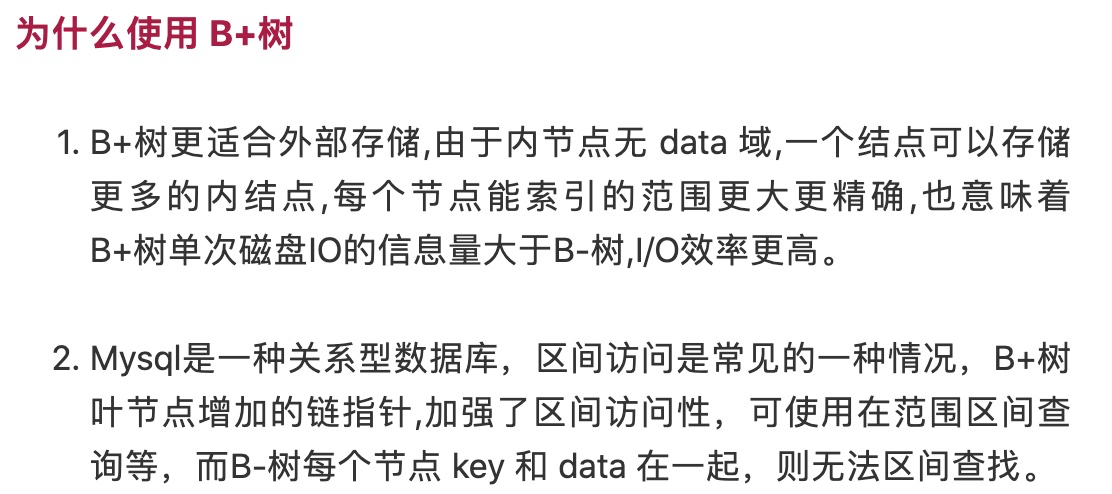 为什么使用 B+树
1. B+树更适合外部存储,由于内节点无 data 域,一个结点可以存储
更多的内结点,每个节点能索引的范围更大更精确,也意味着
B+树单次磁盘IO的信息量大于B-树,I/O效率更高。
2. Mysql是一种关系型数据库，区间访问是常见的一种情况，B+树
叶节点增加的链指针,加强了区间访问性，可使用在范围区间查
询等，而B-树每个节点 key 和 data 在一起，则无法区间查找。